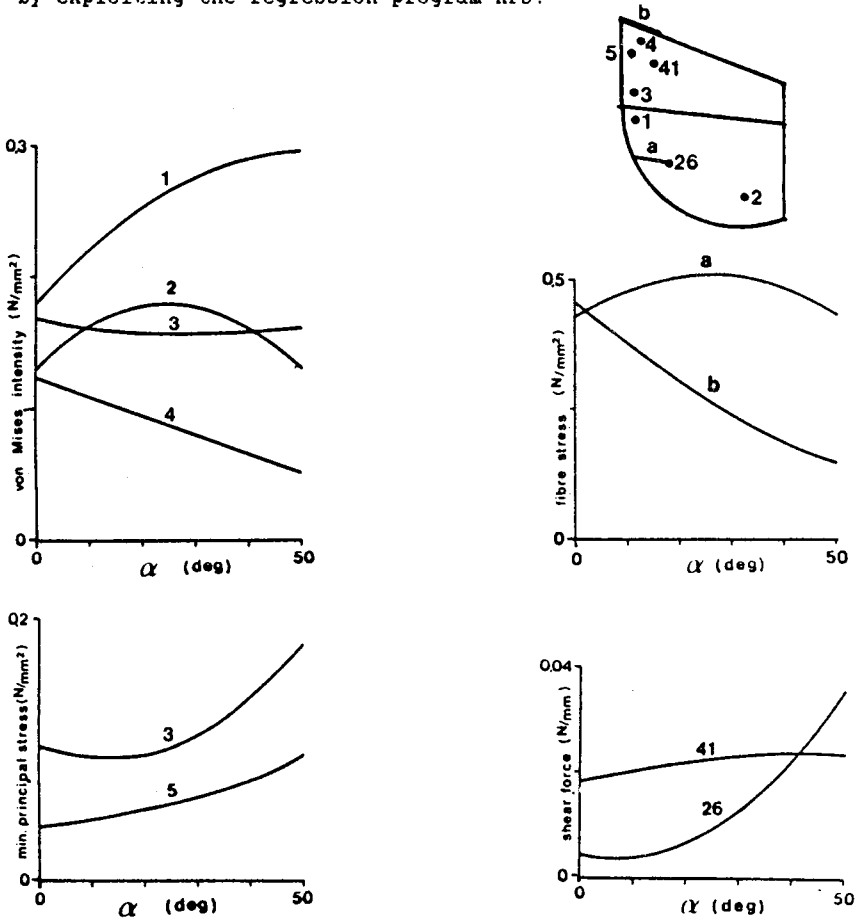 by exploiting the regression program RFS.
b
4
5
41
3
1
a
26
2
0,3
1
2
3
4
0
0
50
α (deg)
von Mises intensity (N/mm²)
0,5
a
b
0
0
50
α (deg)
fibre stress (N/mm²)
0,2
3
5
0
0
50
α (deg)
min. principal stress (N/mm²)
0,04
41
26
0
0
50
α (deg)
shear force (N/mm)